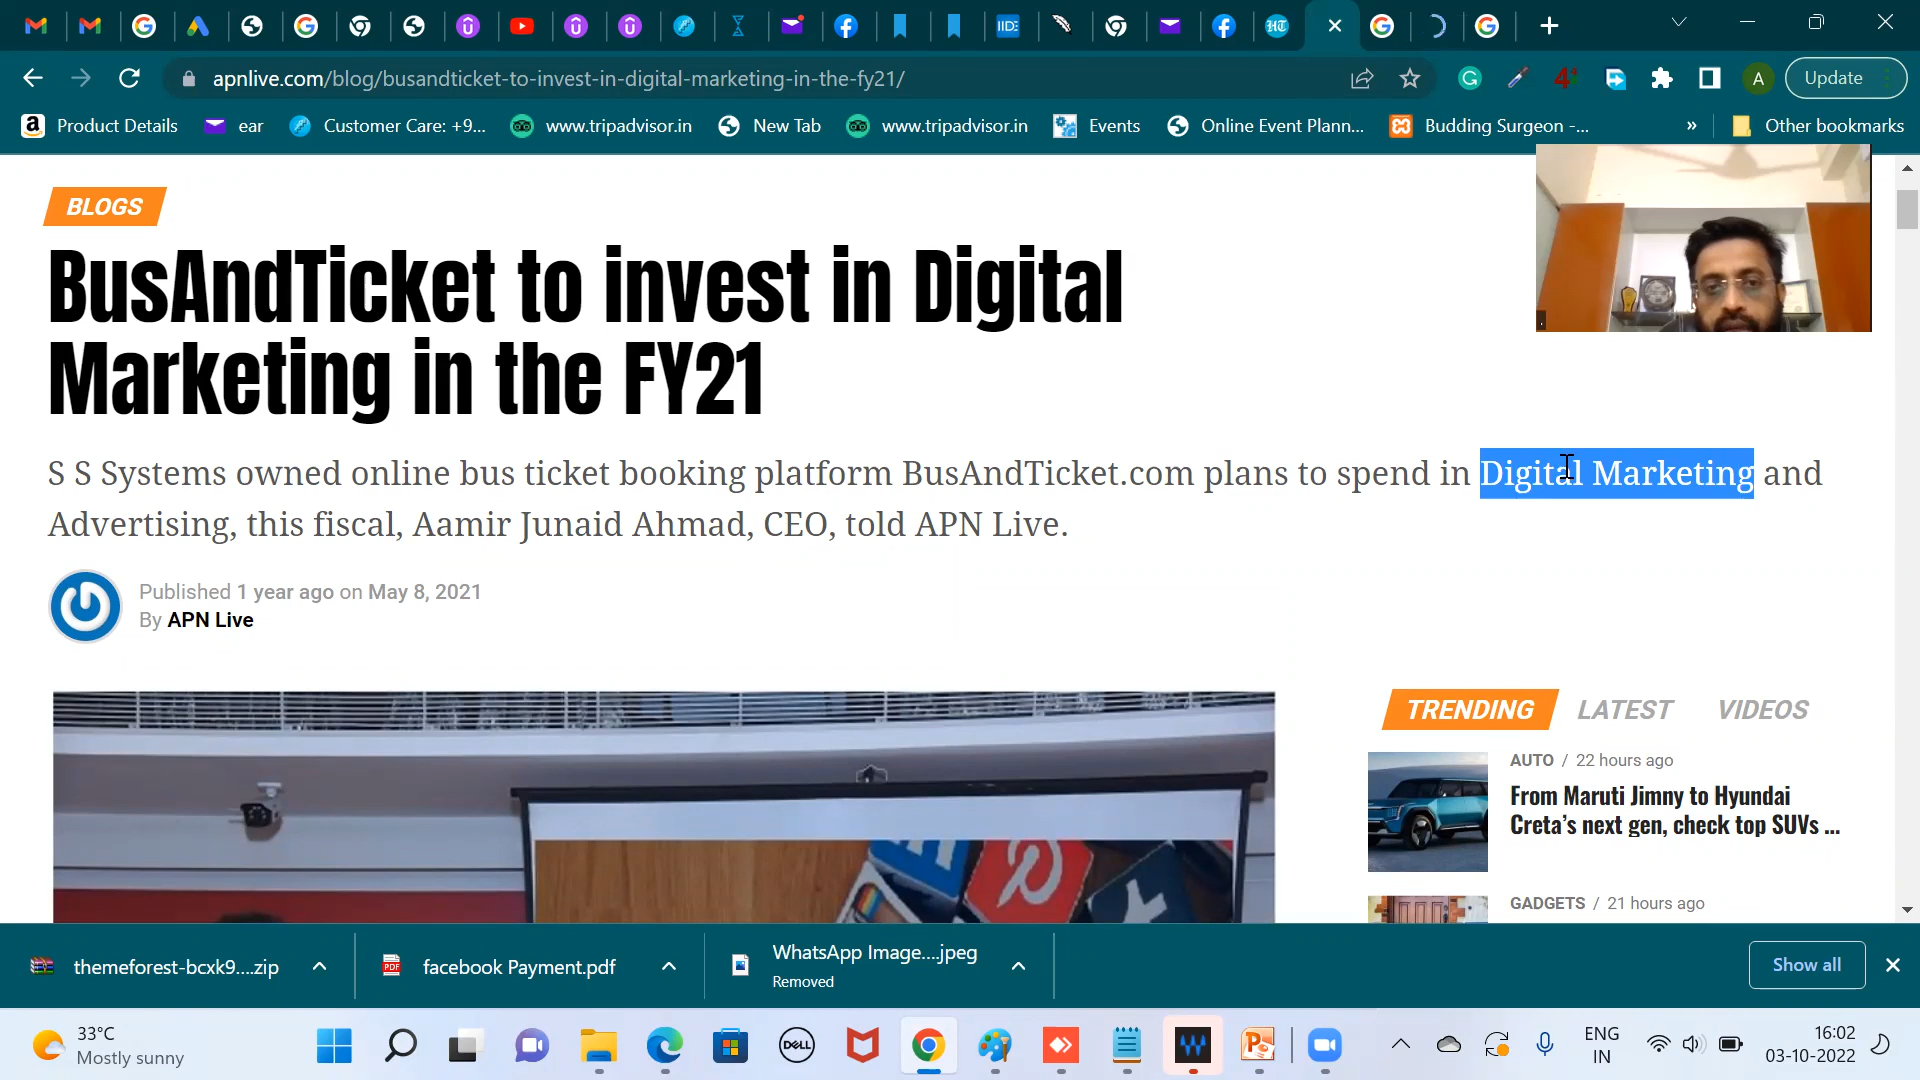 apnlive.com/blog/busandticket-to-invest-in-digital-marketing-in-the-fy21/
A
Update
Product Details
ear
Customer Care: +9...
www.tripadvisor.in
New Tab
www.tripadvisor.in
Events
Online Event Plann...
Budding Surgeon -...
»
Other bookmarks
BLOGS
BusAndTicket to invest in Digital
Marketing in the FY21
S S Systems owned online bus ticket booking platform BusAndTicket.com plans to spend in Digital Marketing and
Advertising, this fiscal, Aamir Junaid Ahmad, CEO, told APN Live.
Published 1 year ago on May 8, 2021
By APN Live
TRENDING
LATEST
VIDEOS
AUTO / 22 hours ago
From Maruti Jimny to Hyundai
Creta's next gen, check top SUVs ...
GADGETS / 21 hours ago
themeforest-bcxk9....zip
facebook Payment.pdf
WhatsApp Image....jpeg
Removed
Show all
33°C
Mostly sunny
DELL
ENG
IN
16:02
03-10-2022